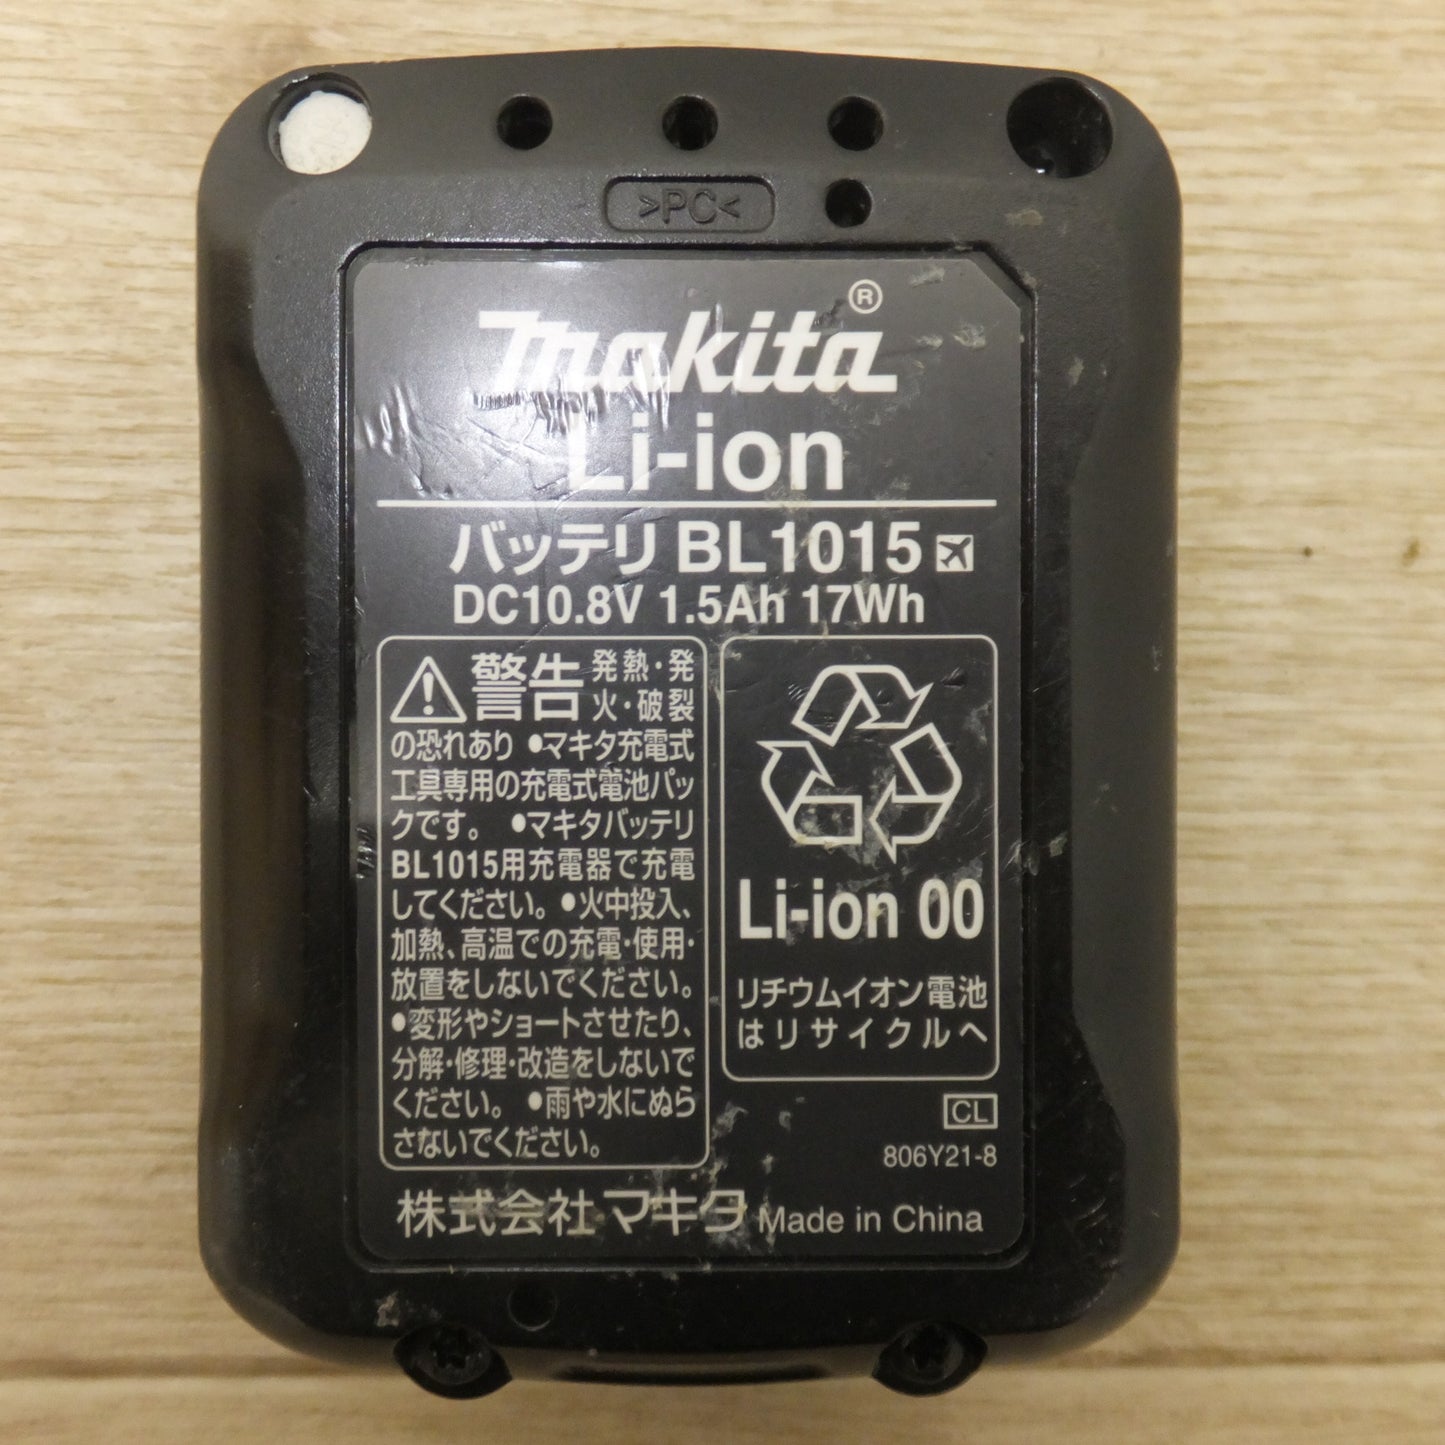 >PC<
makita®
Li-ion
バッテリ BL1015
DC10.8V 1.5Ah 17Wh
警告 発熱・発
火・破裂
の恐れあり ●マキタ充電式
工具専用の充電式電池パッ
クです。 ●マキタバッテリ
BL1015用充電器で充電
してください。●火中投入、
加熱、高温での充電・使用・
放置をしないでください。
●変形やショートさせたり、
分解・修理・改造をしないで
ください。 ●雨や水にぬら
さないでください。
Li-ion 00
リチウムイオン電池
はリサイクルへ
CL
806Y21-8
株式会社マキタ Made in China